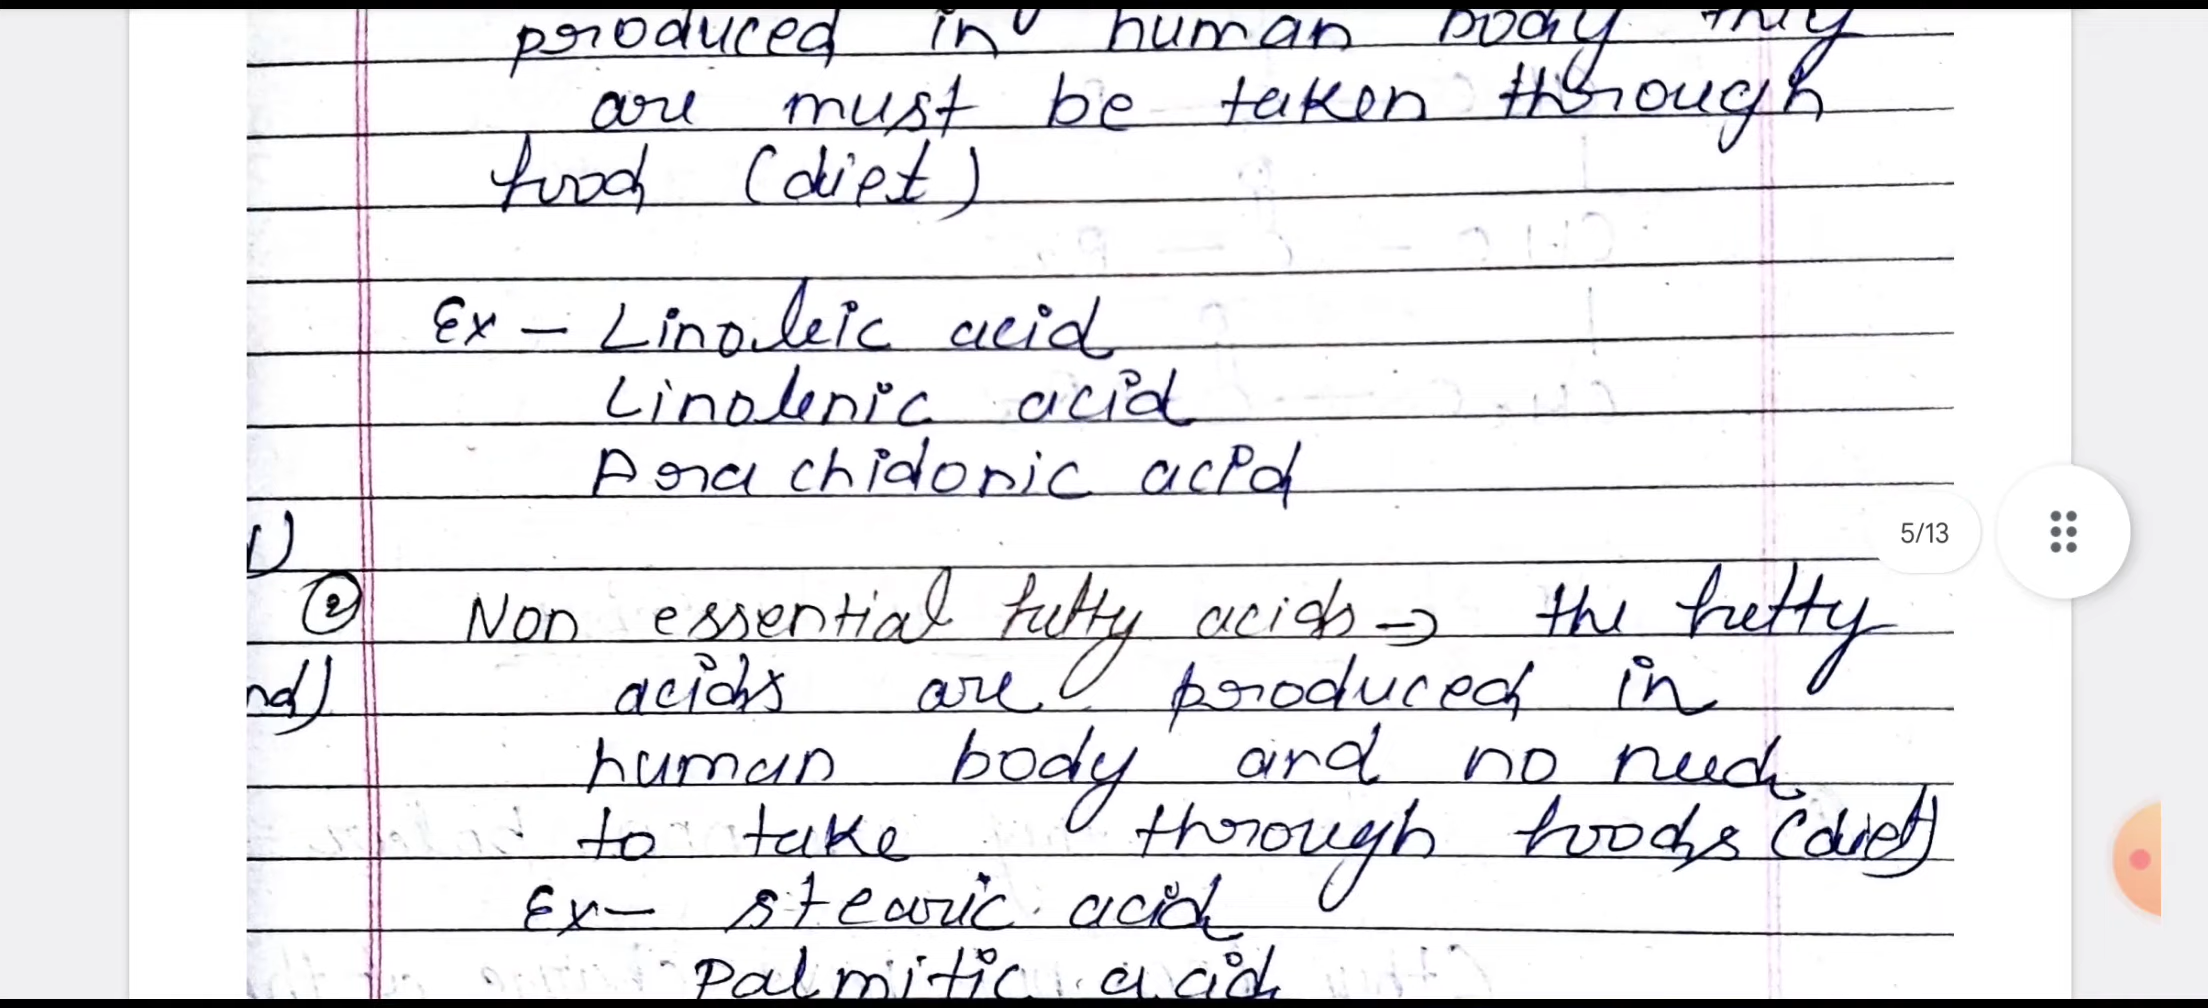 produced in human body they
are must be taken through
food (diet)
Ex - Linoleic acid
Linolenic acid
Arachidonic acid
5/13
② Non essential fatty acids → the fatty
nd)
acids are produced in
human body and no need
to take through foods (diet)
Ex- stearic acid
Palmitic acid